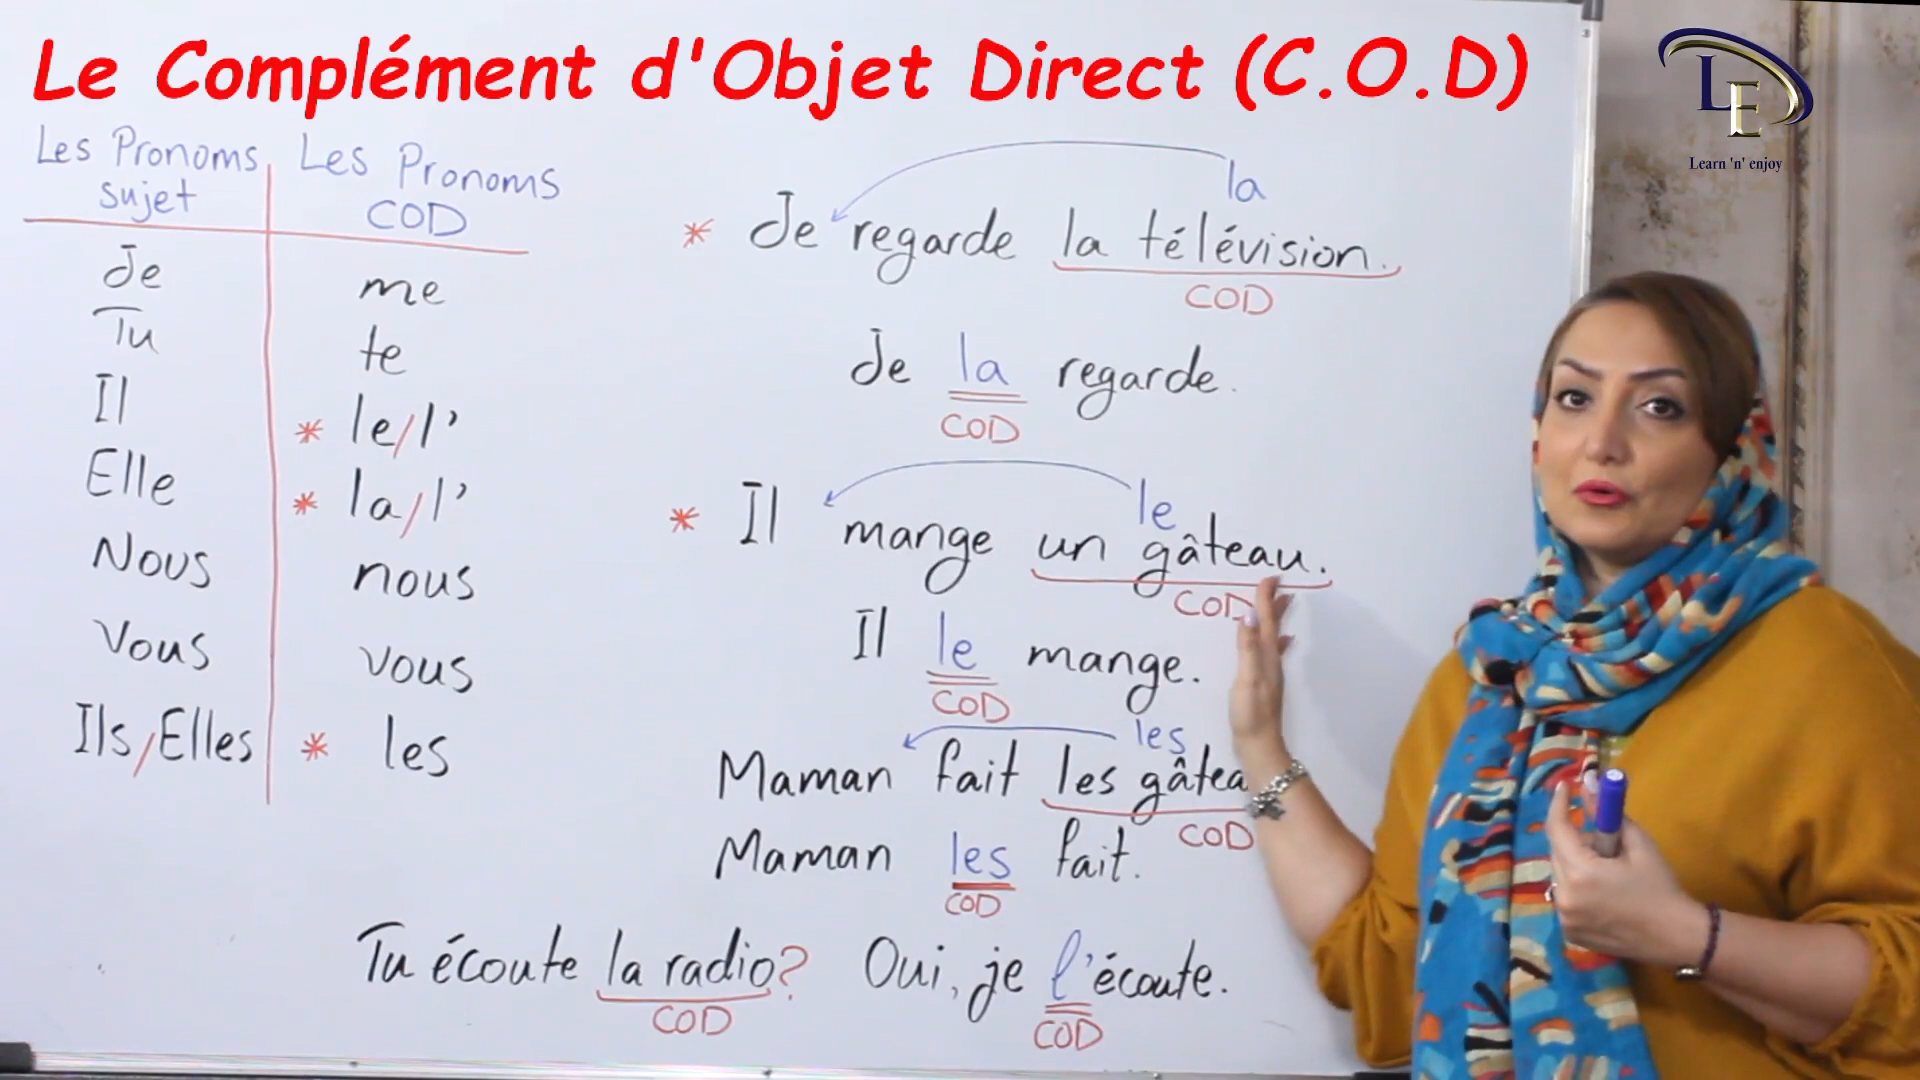 Le Complément d'Objet Direct (C.O.D)
LE
Learn 'n' enjoy
Les Pronoms sujet
Les Pronoms COD
Je me
Tu te
Il * le/l'
Elle * la/l'
Nous nous
Vous vous
Ils/Elles * les
la
* Je regarde la télévision.
COD
Je la regarde.
COD
le
* Il mange un gâteau.
COD
Il le mange.
COD
les
Maman fait les gâtea
COD
Maman les fait.
COD
Tu écoute la radio? Oui, je l'écoute.
COD COD